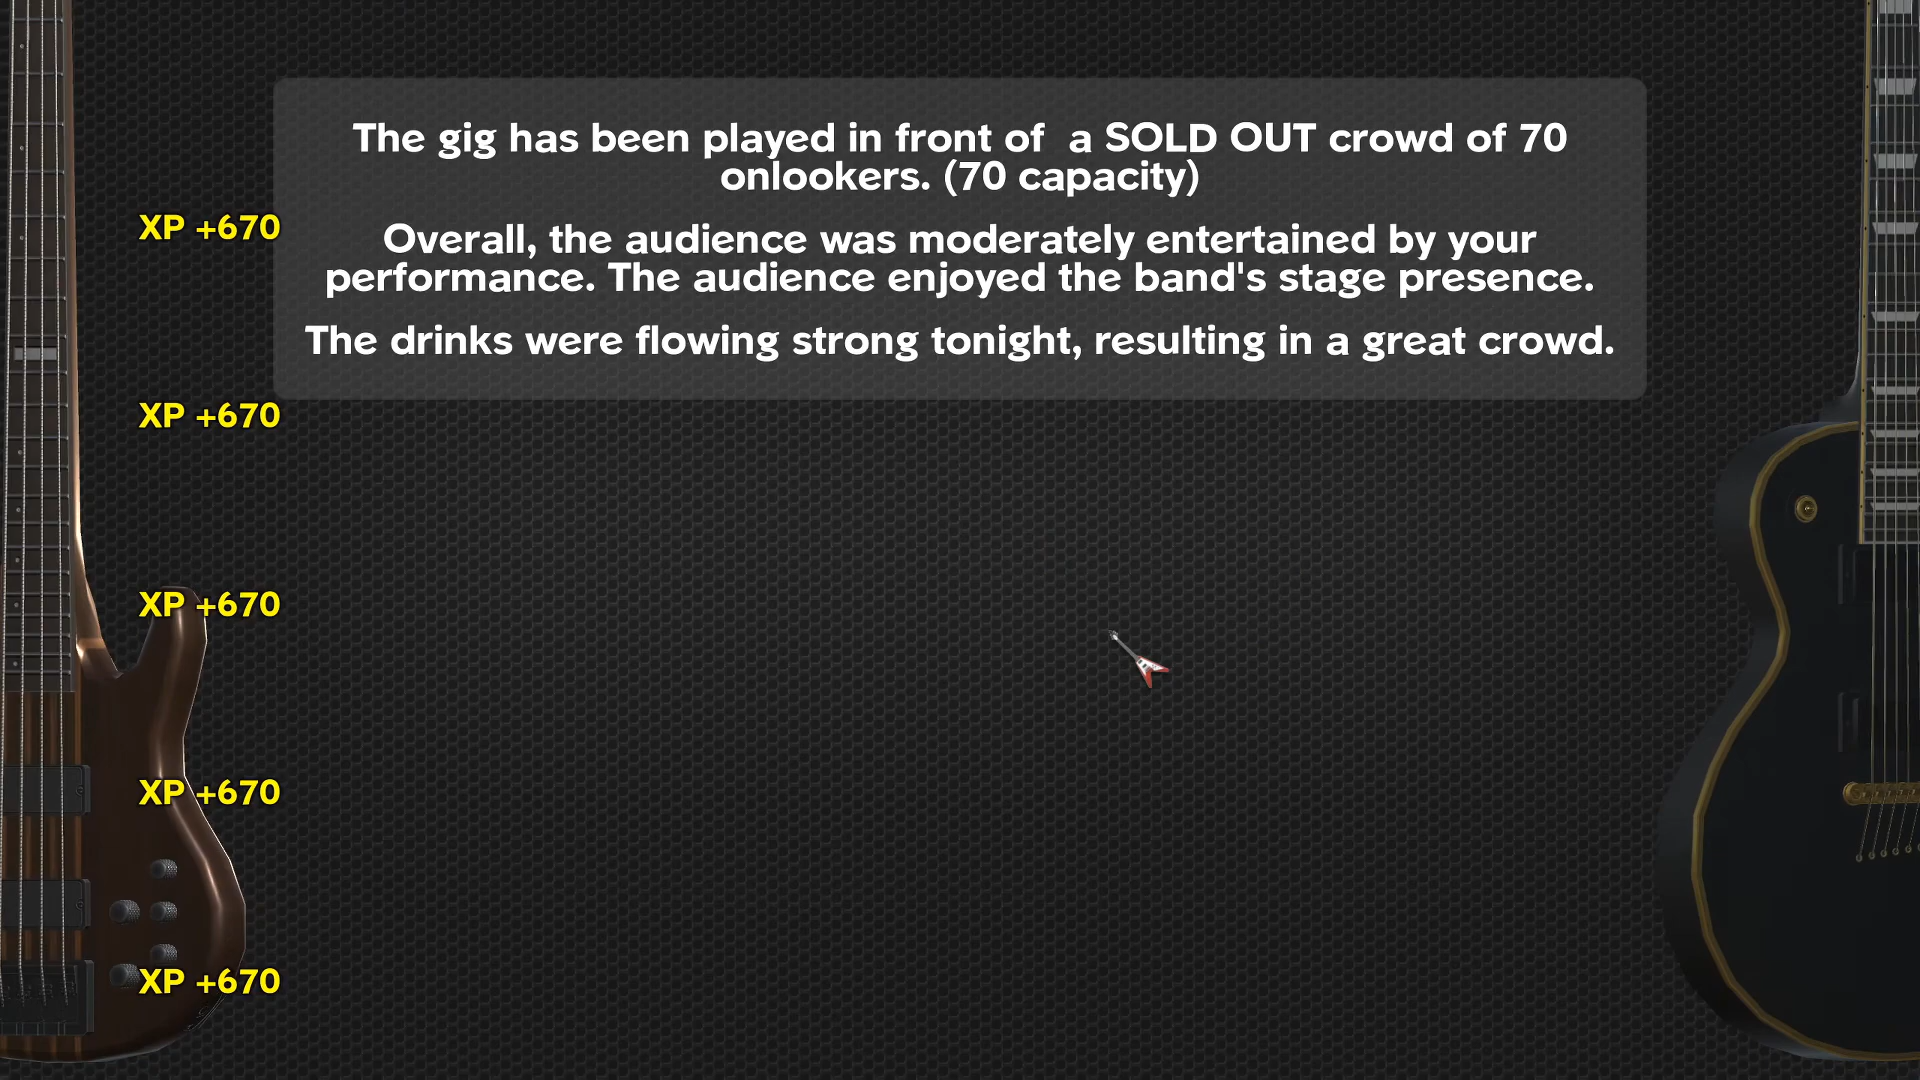 The gig has been played in front of  a SOLD OUT crowd of 70
onlookers. (70 capacity)
XP +670
Overall, the audience was moderately entertained by your
performance. The audience enjoyed the band's stage presence.
The drinks were flowing strong tonight, resulting in a great crowd.
XP +670
XP +670
XP +670
XP +670